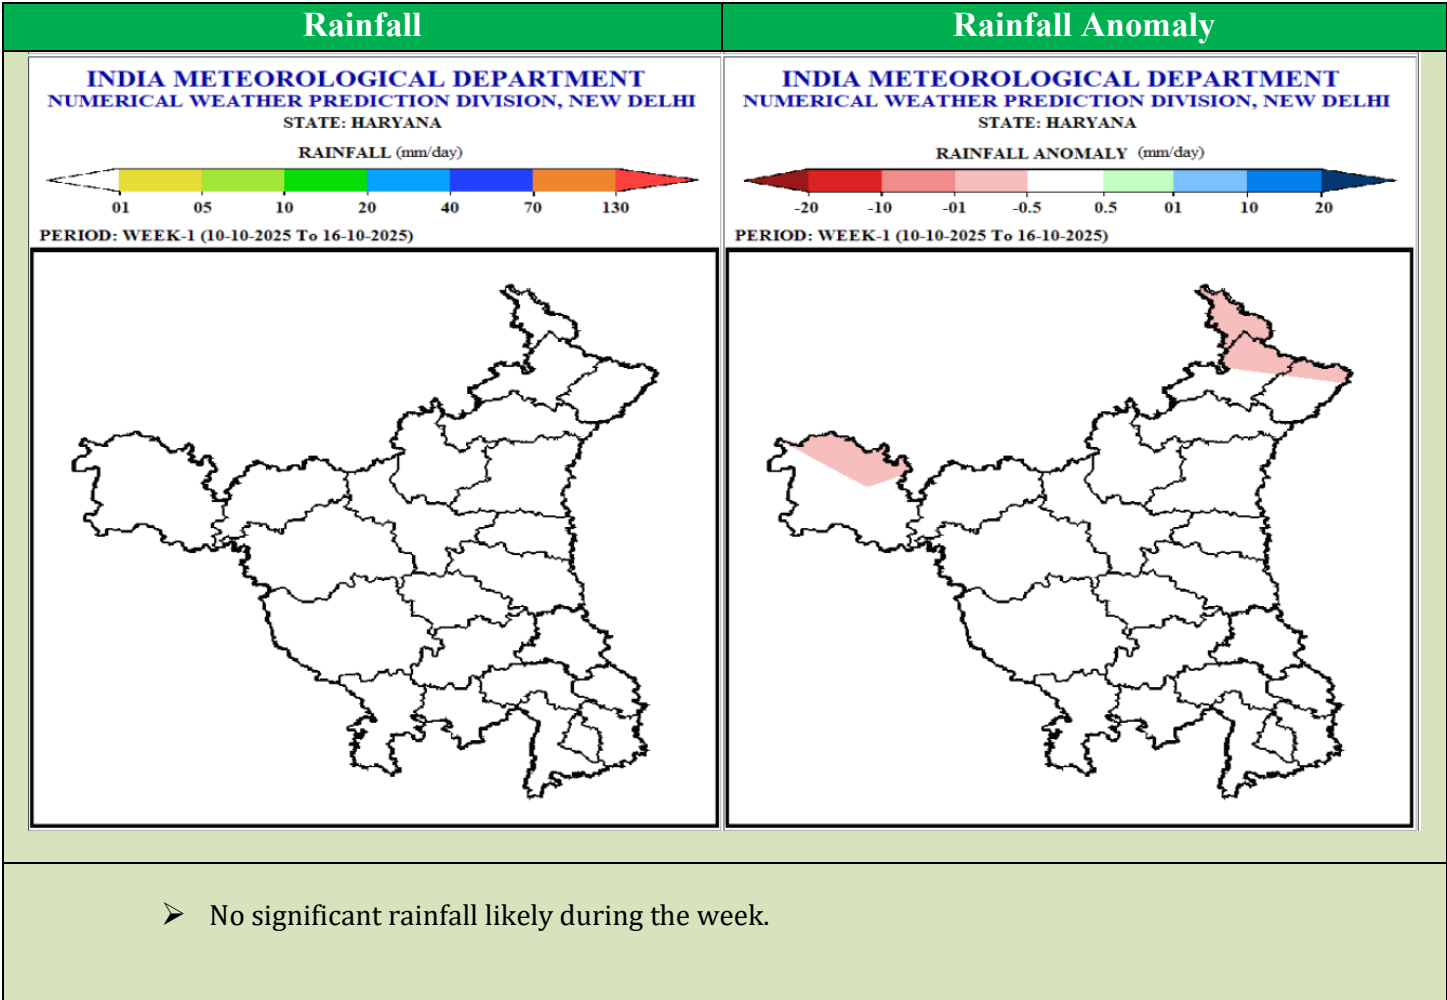 Rainfall
Rainfall Anomaly
INDIA METEOROLOGICAL DEPARTMENT
NUMERICAL WEATHER PREDICTION DIVISION, NEW DELHI
STATE: HARYANA
RAINFALL (mm/day)
01 05 10 20 40 70 130
PERIOD: WEEK-1 (10-10-2025 To 16-10-2025)
INDIA METEOROLOGICAL DEPARTMENT
NUMERICAL WEATHER PREDICTION DIVISION, NEW DELHI
STATE: HARYANA
RAINFALL ANOMALY (mm/day)
-20 -10 -01 -0.5 0.5 01 10 20
PERIOD: WEEK-1 (10-10-2025 To 16-10-2025)
➢ No significant rainfall likely during the week.